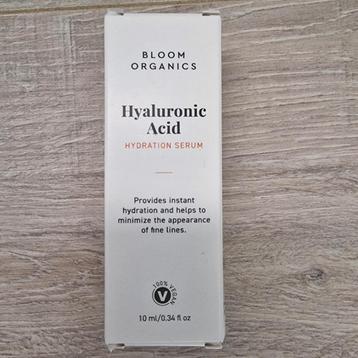 BLOOM
ORGANICS
Hyaluronic
Acid
HYDRATION SERUM
Provides instant
hydration and helps to
minimize the appearance
of fine lines.
100% VEGAN
V
10 ml/0.34 fl oz